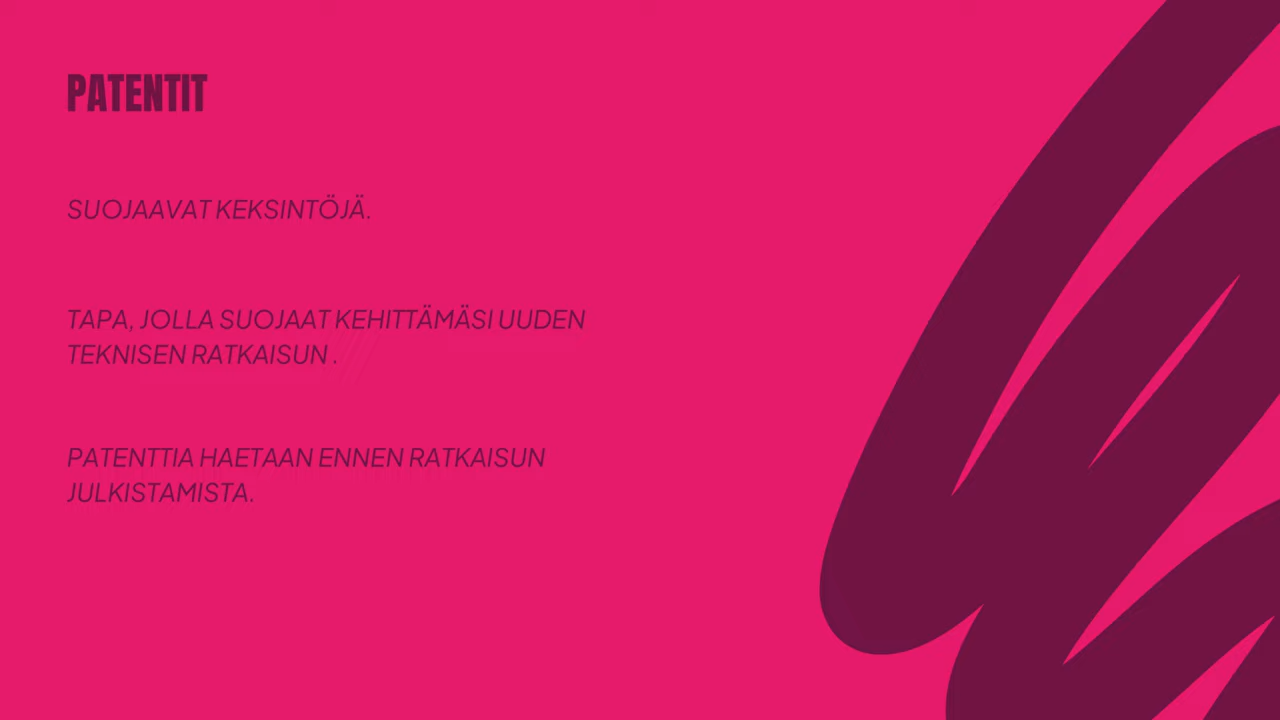 PATENTIT
SUOJAAVAT KEKSINTÖJÄ.
TAPA, JOLLA SUOJAAT KEHITTÄMÄSI UUDEN
TEKNISEN RATKAISUN .
PATENTTIA HAETAAN ENNEN RATKAISUN
JULKISTAMISTA.